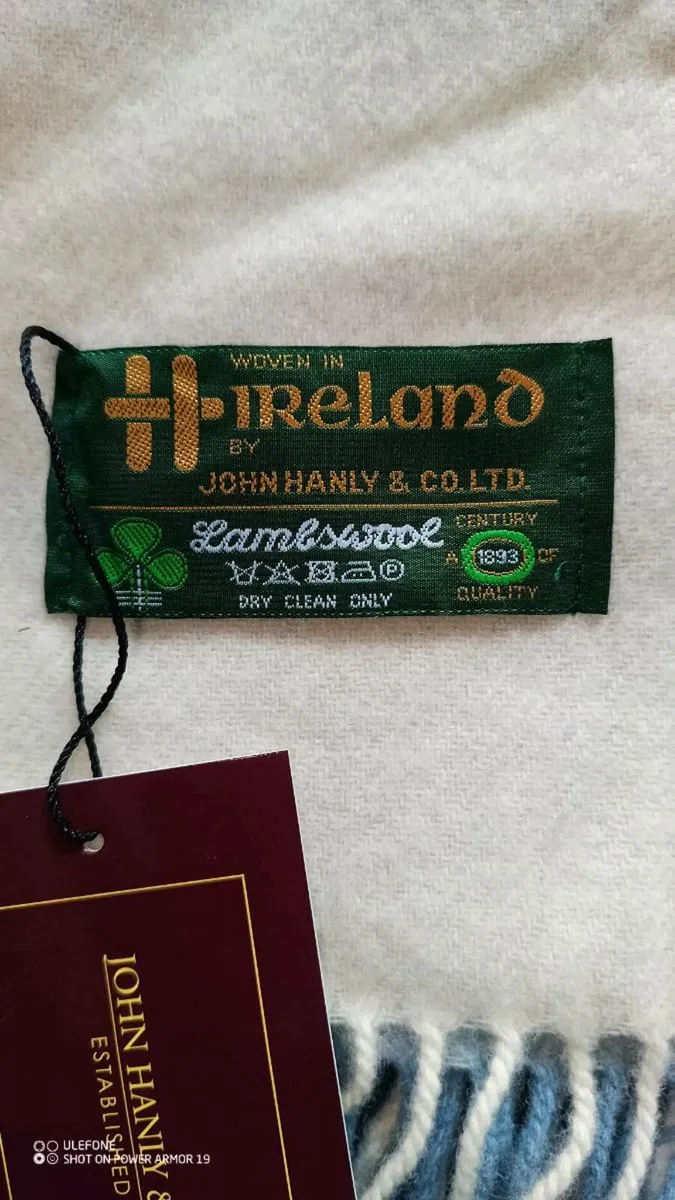 H
WOVEN IN
IRELAND
BY
JOHN HANLY & CO. LTD.
Lambswool
P
DRY CLEAN ONLY
CENTURY
A 1893 OF
QUALITY
JOHN HANLY &
ESTABLISHED
ULEFONE
SHOT ON POWER ARMOR 19